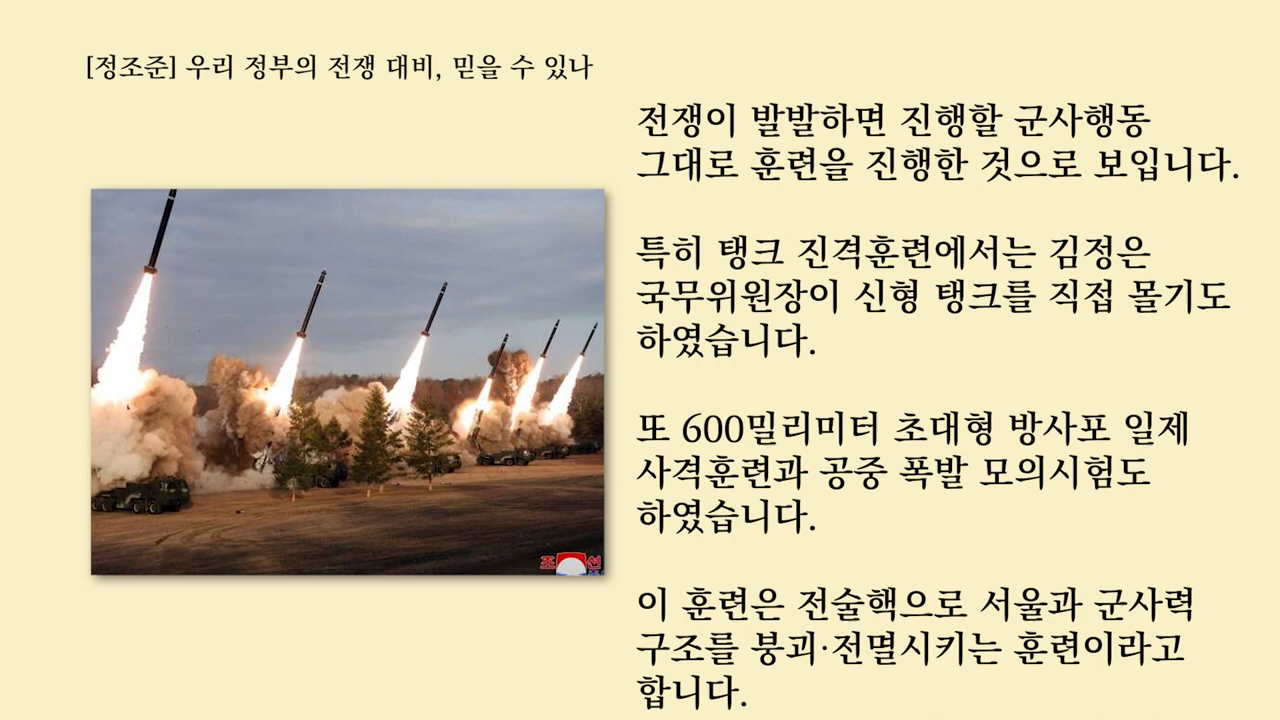 [정조준] 우리 정부의 전쟁 대비, 믿을 수 있나
전쟁이 발발하면 진행할 군사행동
그대로 훈련을 진행한 것으로 보입니다.
특히 탱크 진격훈련에서는 김정은
국무위원장이 신형 탱크를 직접 몰기도
하였습니다.
또 600밀리미터 초대형 방사포 일제
사격훈련과 공중 폭발 모의시험도
하였습니다.
이 훈련은 전술핵으로 서울과 군사력
구조를 붕괴·전멸시키는 훈련이라고
합니다.
조선